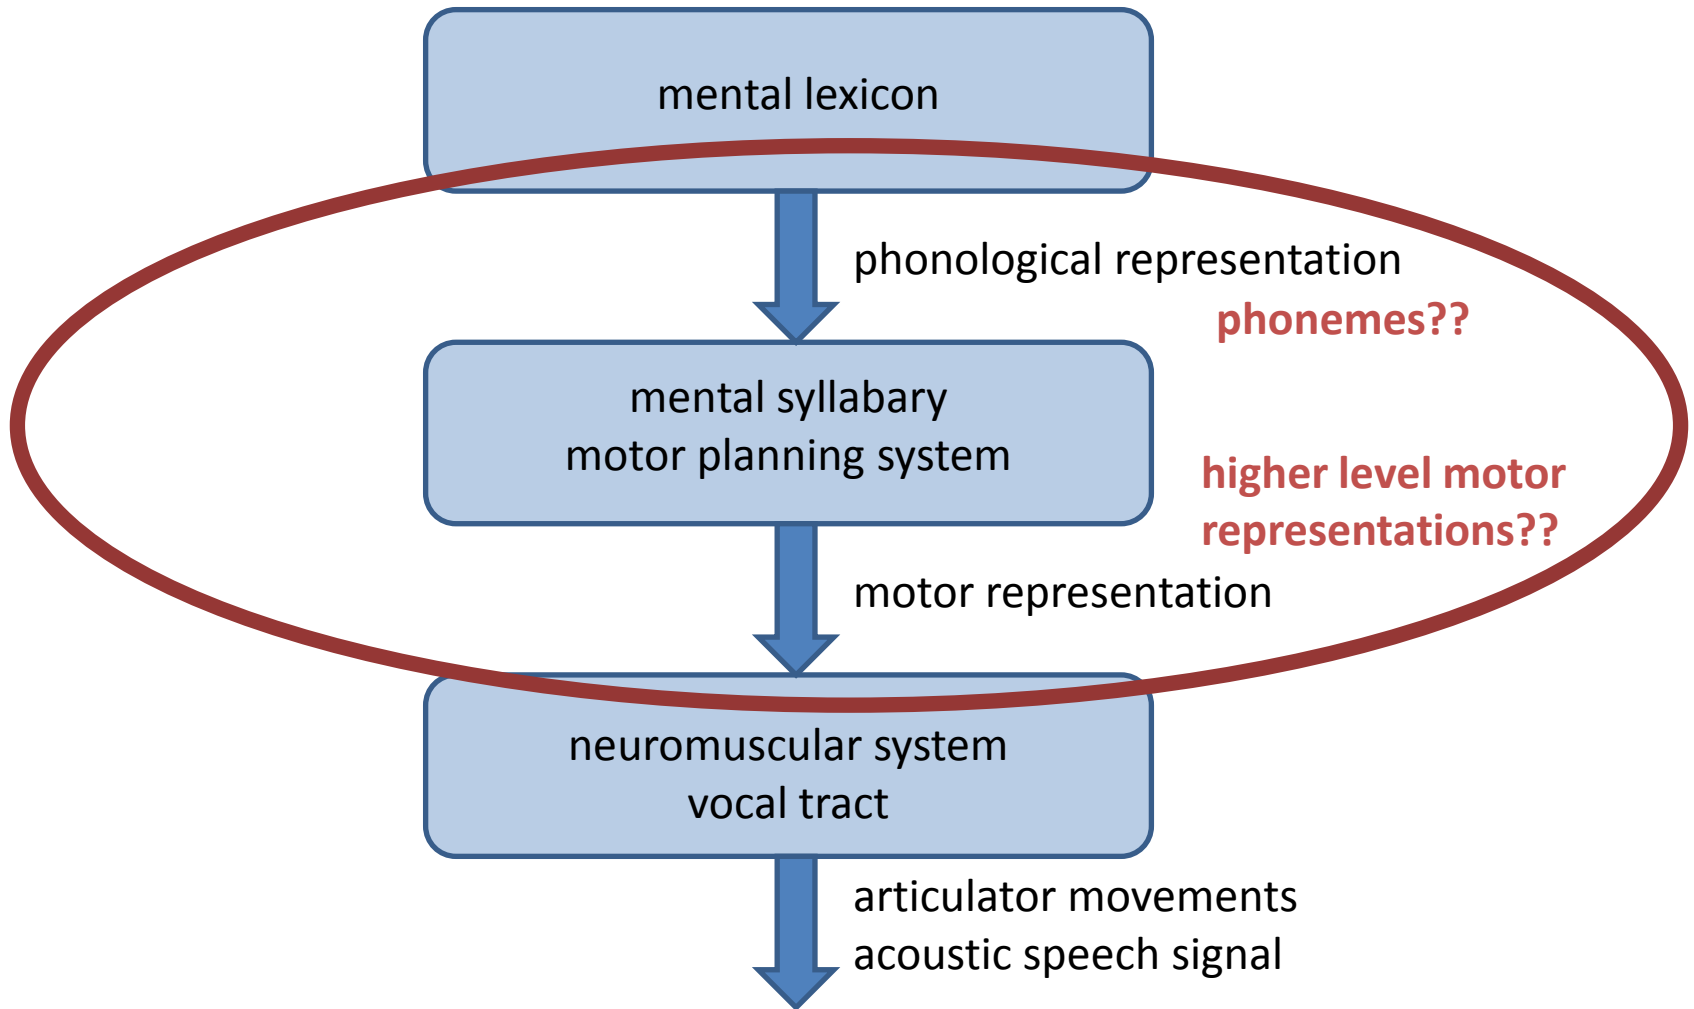 mental lexicon
phonological representation
phonemes??
mental syllabary
motor planning system
higher level motor
representations??
motor representation
neuromuscular system
vocal tract
articulator movements
acoustic speech signal